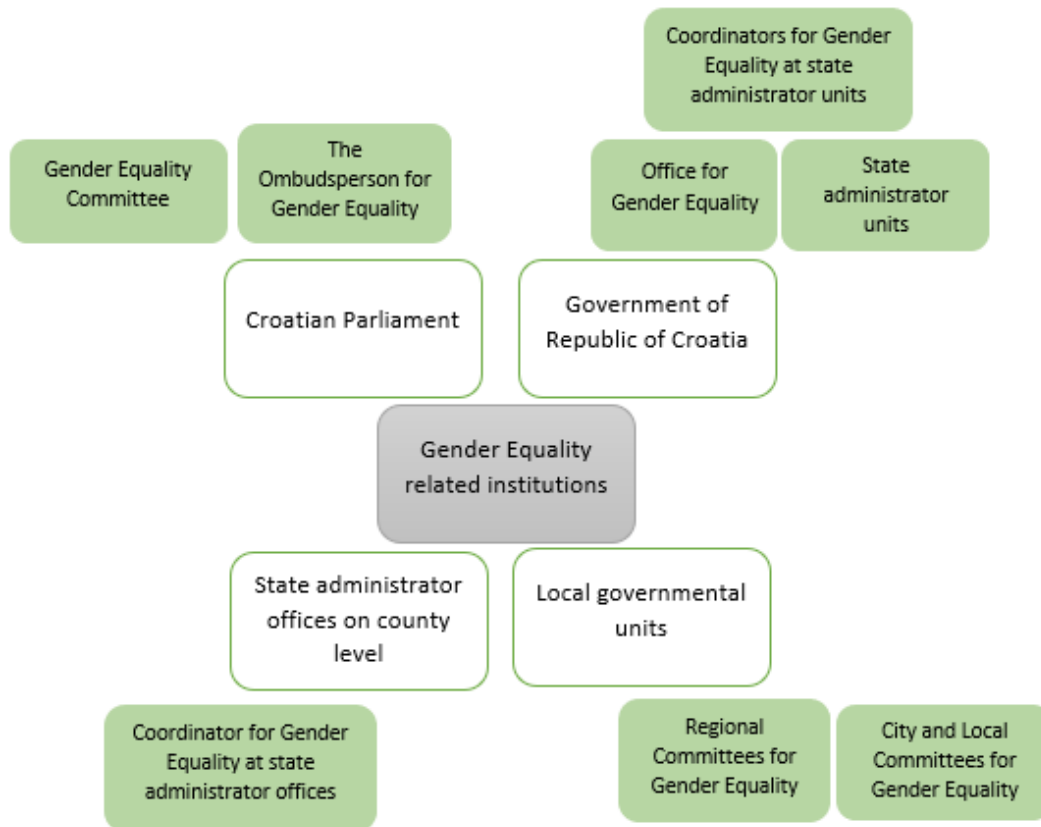 Coordinators for Gender
Equality at state
administrator units
Gender Equality
Committee
The
Ombudsperson for
Gender Equality
Office for
Gender Equality
State
administrator
units
Croatian Parliament
Government of
Republic of Croatia
Gender Equality
related institutions
State administrator
offices on county
level
Local governmental
units
Coordinator for Gender
Equality at state
administrator offices
Regional
Committees for
Gender Equality
City and Local
Committees for
Gender Equality